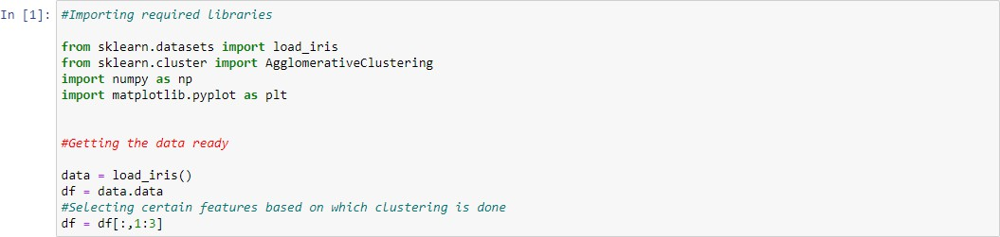 In [1]: #Importing required libraries
from sklearn.datasets import load_iris
from sklearn.cluster import AgglomerativeClustering
import numpy as np
import matplotlib.pyplot as plt
#Getting the data ready
data = load_iris()
df = data.data
#Selecting certain features based on which clustering is done
df = df[:,1:3]